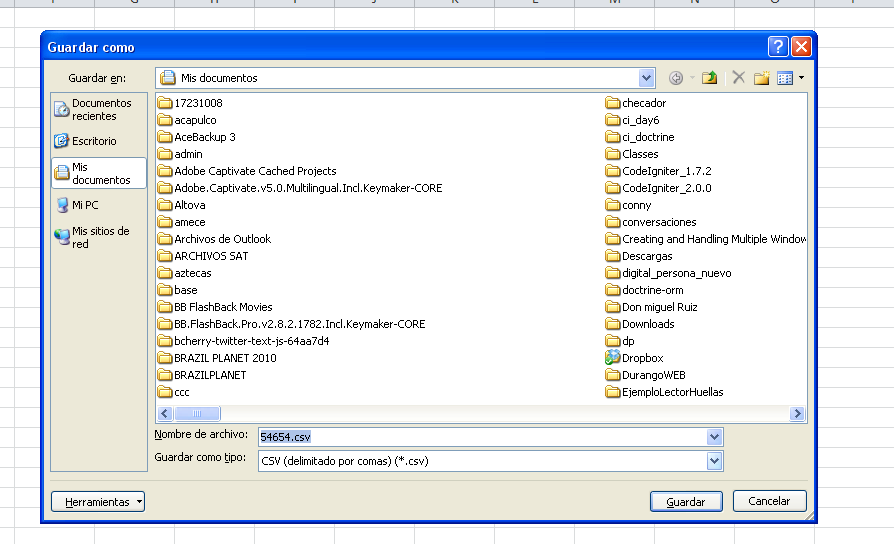 Guardar como
Guardar en:
Mis documentos
Documentos recientes
Escritorio
Mis documentos
Mi PC
Mis sitios de red
17231008
acapulco
AceBackup 3
admin
Adobe Captivate Cached Projects
Adobe.Captivate.v5.0.Multilingual.Incl.Keymaker-CORE
Altova
amece
Archivos de Outlook
ARCHIVOS SAT
aztecas
base
BB FlashBack Movies
BB.FlashBack.Pro.v2.8.2.1782.Incl.Keymaker-CORE
bcherry-twitter-text-js-64aa7d4
BRAZIL PLANET 2010
BRAZILPLANET
ccc
checador
ci_day6
ci_doctrine
Classes
CodeIgniter_1.7.2
CodeIgniter_2.0.0
conny
conversaciones
Creating and Handling Multiple Window
Descargas
digital_persona_nuevo
doctrine-orm
Don miguel Ruiz
Downloads
dp
Dropbox
DurangoWEB
EjemploLectorHuellas
Nombre de archivo:
54654.csv
Guardar como tipo:
CSV (delimitado por comas) (*.csv)
Herramientas
Guardar
Cancelar